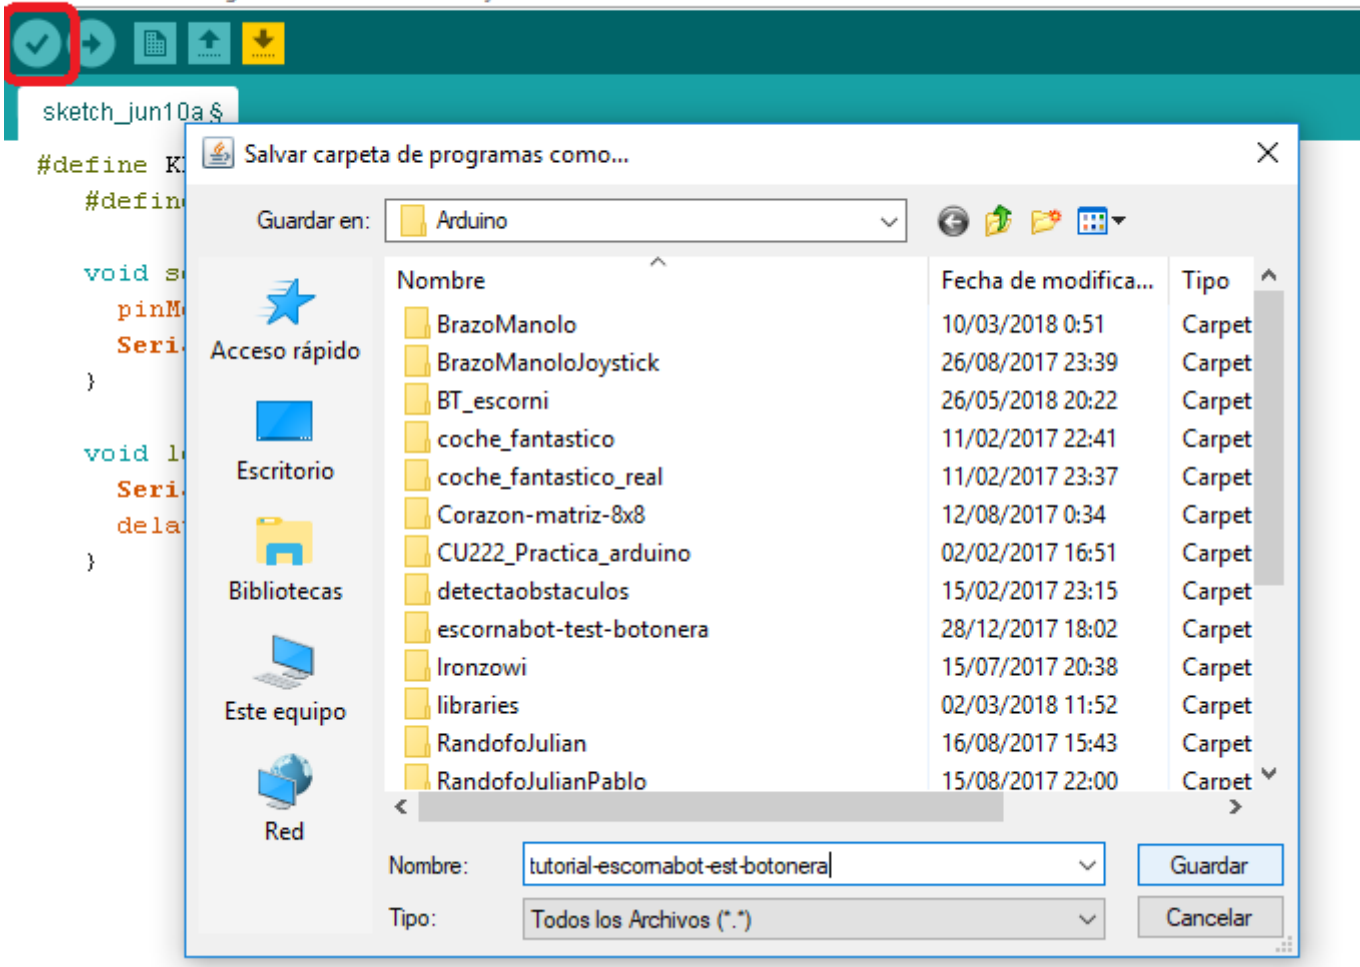 sketch_jun10a §
#define K
#defin
void s
pinM
Seri
}
void l
Seri
dela
}
Salvar carpeta de programas como...
Guardar en: Arduino
Acceso rápido
Escritorio
Bibliotecas
Este equipo
Red
Nombre Fecha de modifica... Tipo
BrazoManolo 10/03/2018 0:51 Carpet
BrazoManoloJoystick 26/08/2017 23:39 Carpet
BT_escorni 26/05/2018 20:22 Carpet
coche_fantastico 11/02/2017 22:41 Carpet
coche_fantastico_real 11/02/2017 23:37 Carpet
Corazon-matriz-8x8 12/08/2017 0:34 Carpet
CU222_Practica_arduino 02/02/2017 16:51 Carpet
detectaobstaculos 15/02/2017 23:15 Carpet
escornabot-test-botonera 28/12/2017 18:02 Carpet
Ironzowi 15/07/2017 20:38 Carpet
libraries 02/03/2018 11:52 Carpet
RandofoJulian 16/08/2017 15:43 Carpet
RandofoJulianPablo 15/08/2017 22:00 Carpet
Nombre: tutorial-escornabot-est-botonera Guardar
Tipo: Todos los Archivos (*.*) Cancelar